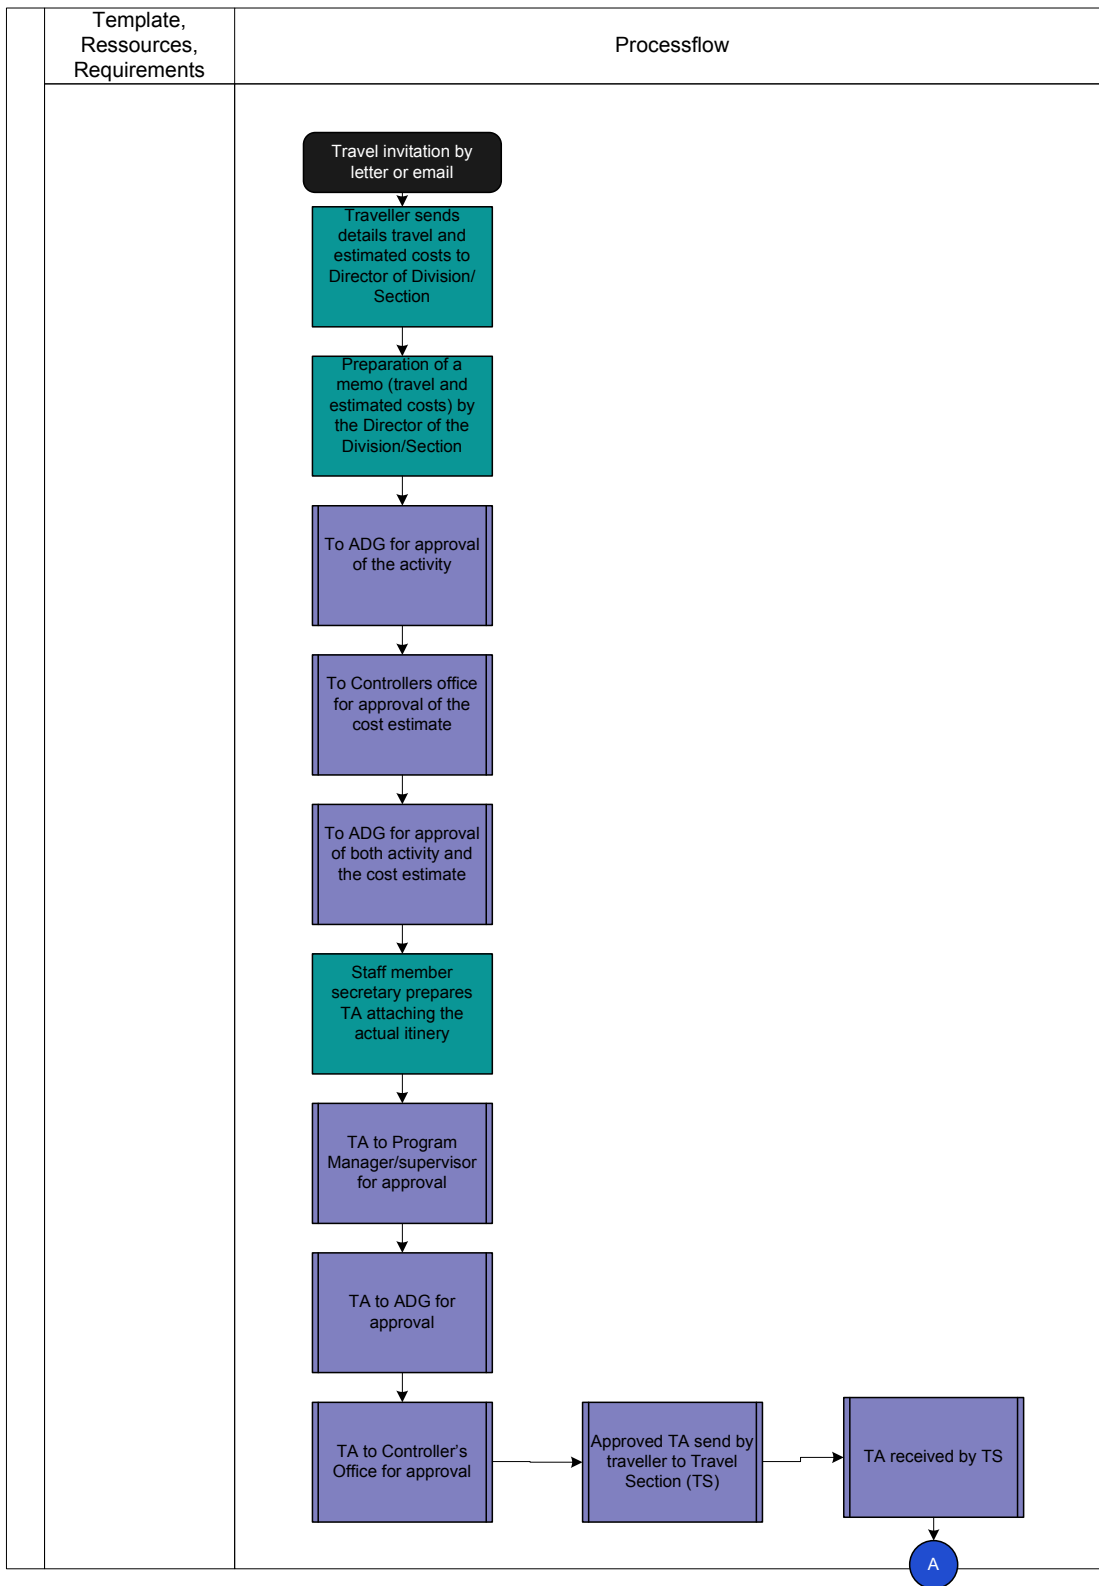 Template,
Ressources,
Requirements
Processflow
Travel invitation by
letter or email
Traveller sends
details travel and
estimated costs to
Director of Division/
Section
Preparation of a
memo (travel and
estimated costs) by
the Director of the
Division/Section
To ADG for approval
of the activity
To Controllers office
for approval of the
cost estimate
To ADG for approval
of both activity and
the cost estimate
Staff member
secretary prepares
TA attaching the
actual itinery
TA to Program
Manager/supervisor
for approval
TA to ADG for
approval
TA to Controller's
Office for approval
Approved TA send by
traveller to Travel
Section (TS)
TA received by TS
A